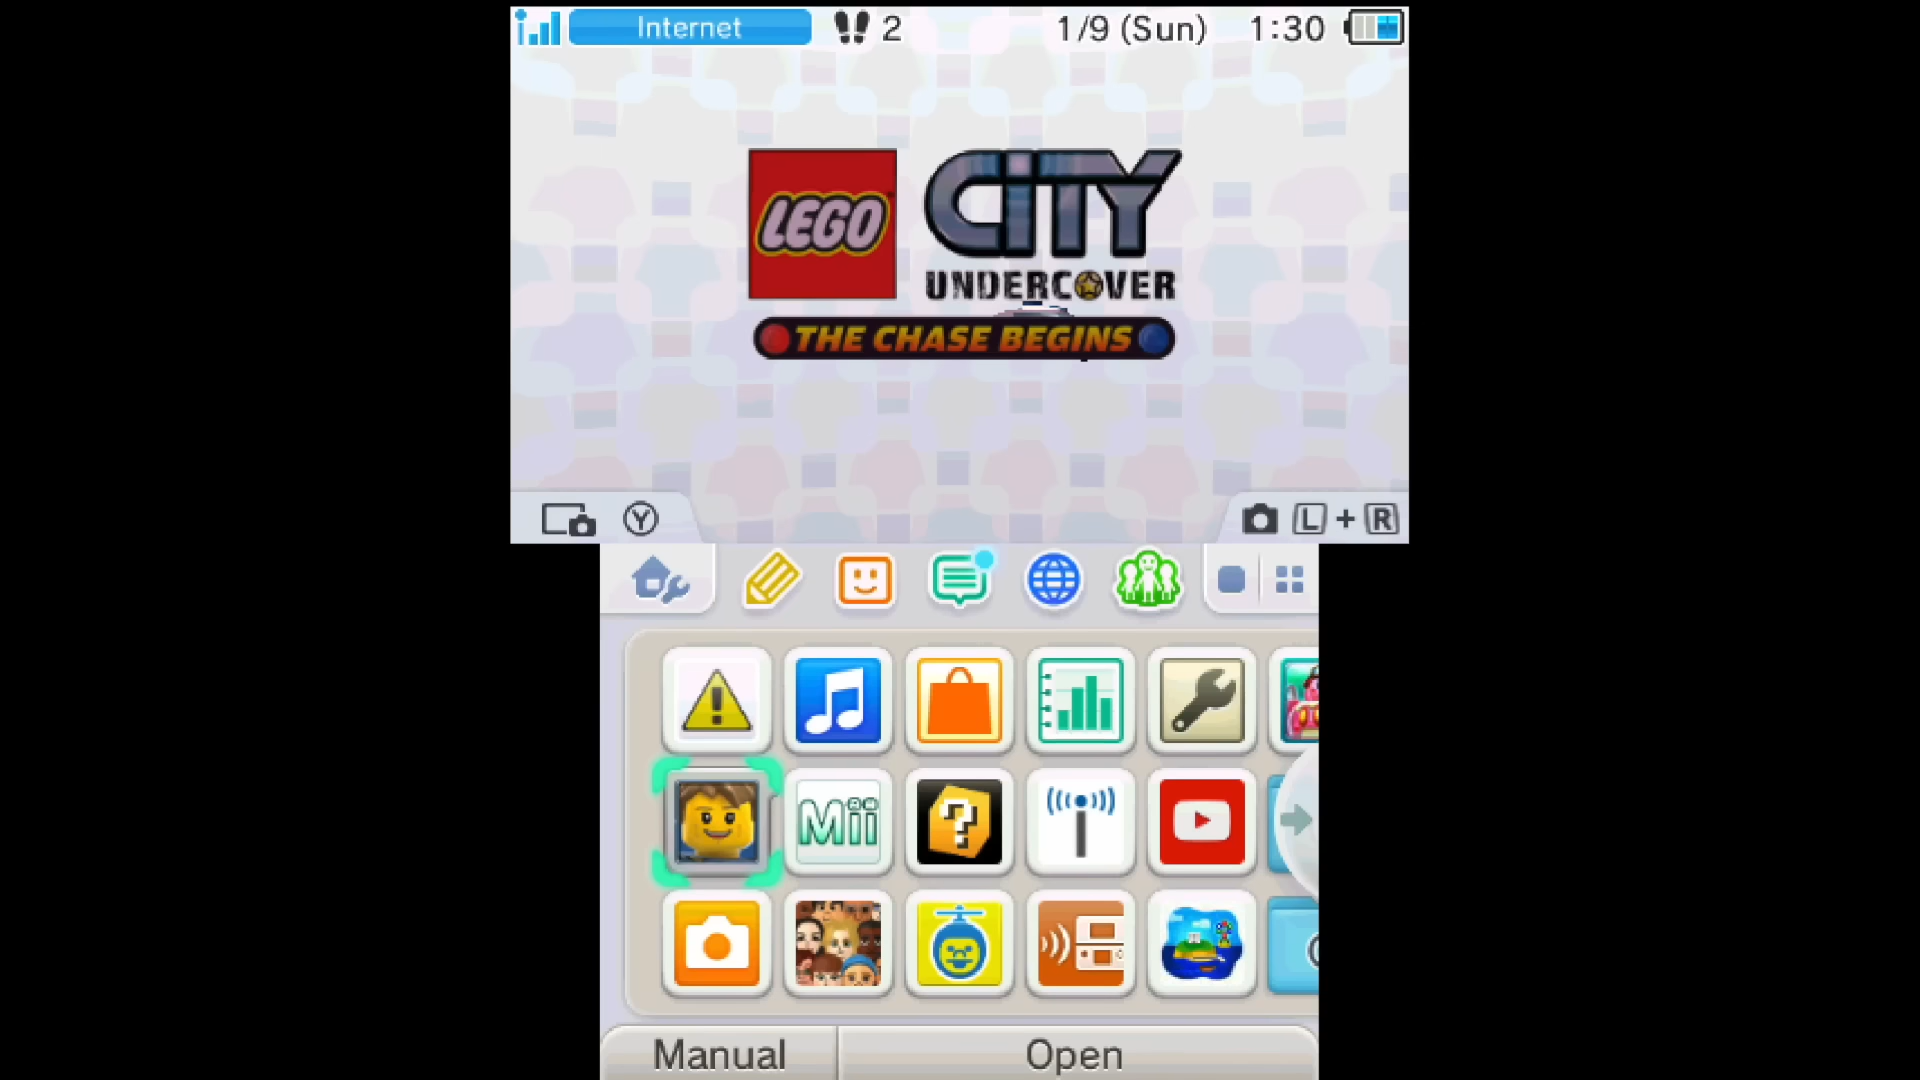 Internet 2 1/9 (Sun) 1:30
LEGO CiTY
UNDERCOVER
THE CHASE BEGINS
Y L + R
Mii ?
Manual Open